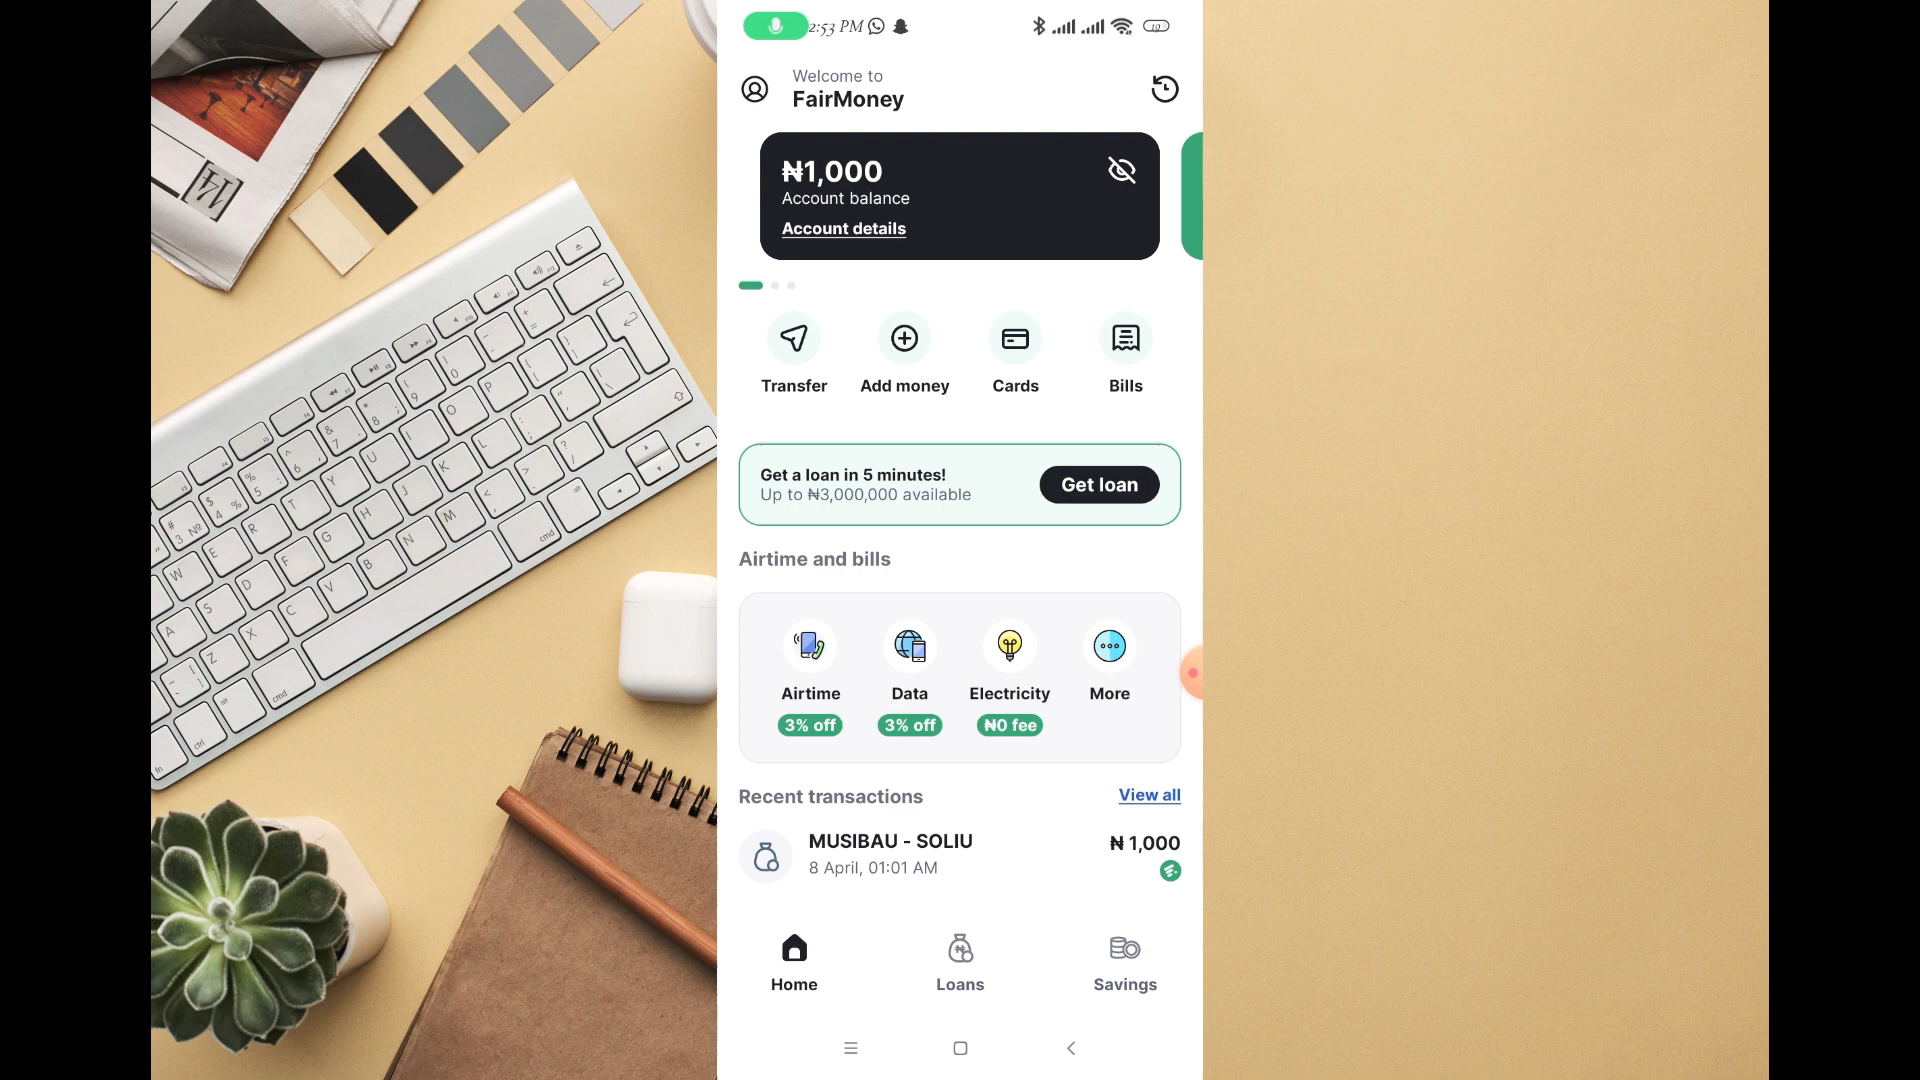 2:53 PM
19
Welcome to
FairMoney
₦1,000
Account balance
Account details
Transfer
Add money
Cards
Bills
Get a loan in 5 minutes!
Up to ₦3,000,000 available
Get loan
Airtime and bills
Airtime
Data
Electricity
More
3% off
3% off
₦0 fee
Recent transactions
View all
MUSIBAU - SOLIU
₦ 1,000
8 April, 01:01 AM
Home
Loans
Savings